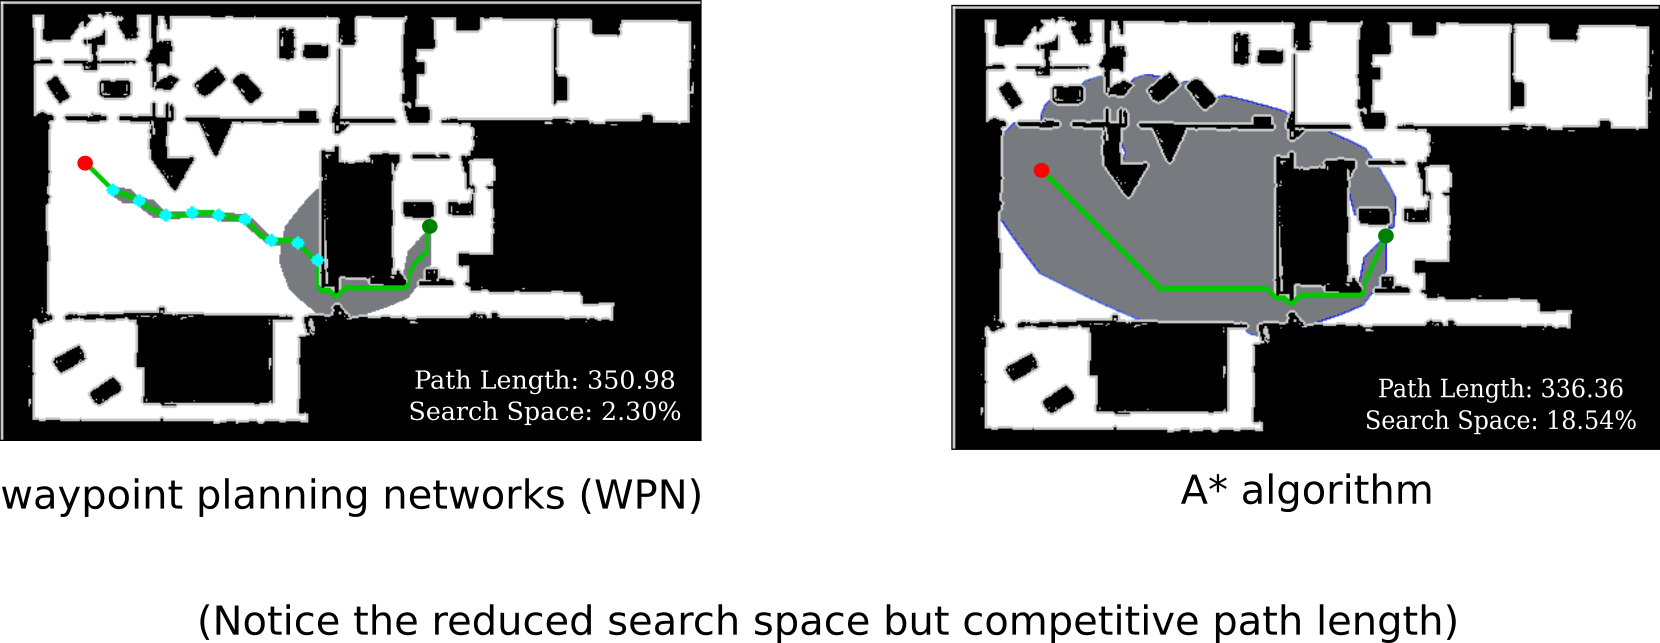 Path Length: 350.98
Search Space: 2.30%
Path Length: 336.36
Search Space: 18.54%
waypoint planning networks (WPN)
A* algorithm
(Notice the reduced search space but competitive path length)